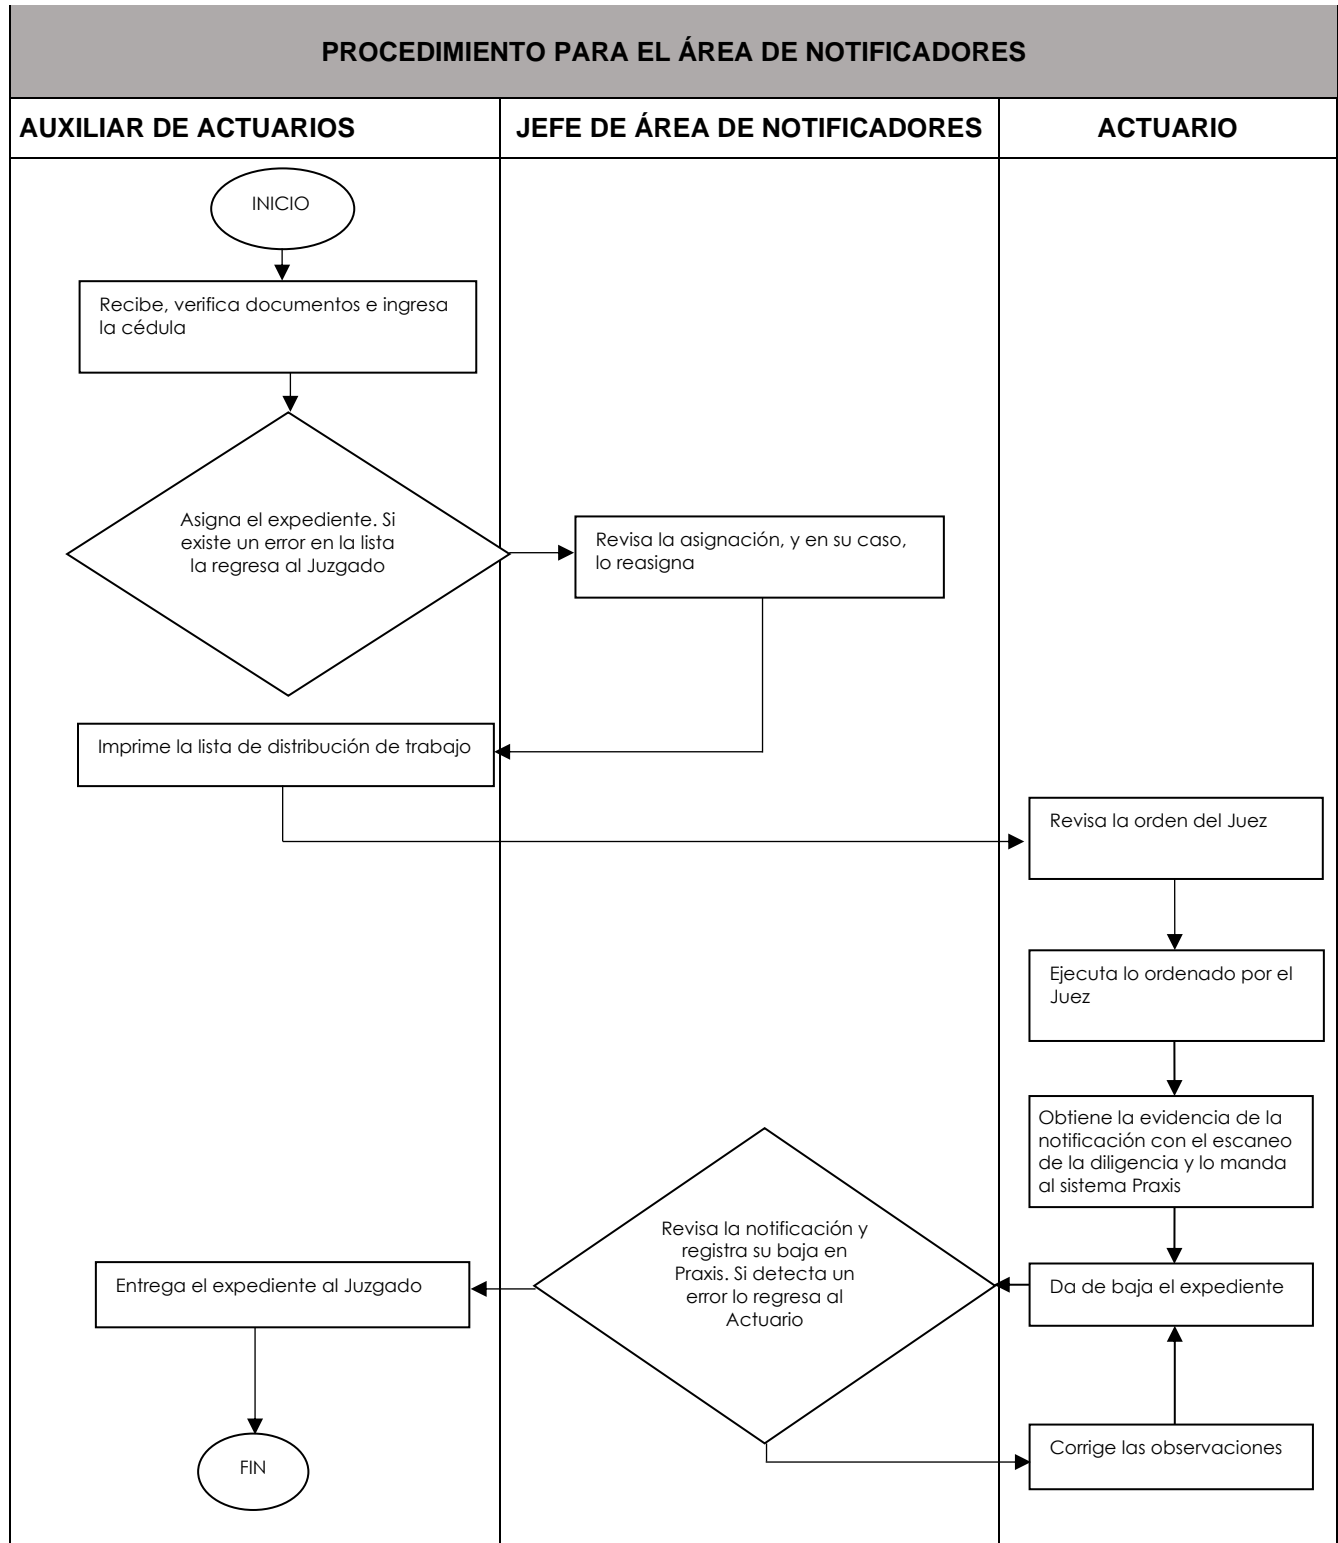 PROCEDIMIENTO PARA EL ÁREA DE NOTIFICADORES
AUXILIAR DE ACTUARIOS
JEFE DE ÁREA DE NOTIFICADORES
ACTUARIO
INICIO
Recibe, verifica documentos e ingresa
la cédula
Asigna el expediente. Si
existe un error en la lista
la regresa al Juzgado
Revisa la asignación, y en su caso,
lo reasigna
Imprime la lista de distribución de trabajo
Revisa la orden del Juez
Ejecuta lo ordenado por el
Juez
Obtiene la evidencia de la
notificación con el escaneo
de la diligencia y lo manda
al sistema Praxis
Da de baja el expediente
Revisa la notificación y
registra su baja en
Praxis. Si detecta un
error lo regresa al
Actuario
Corrige las observaciones
Entrega el expediente al Juzgado
FIN